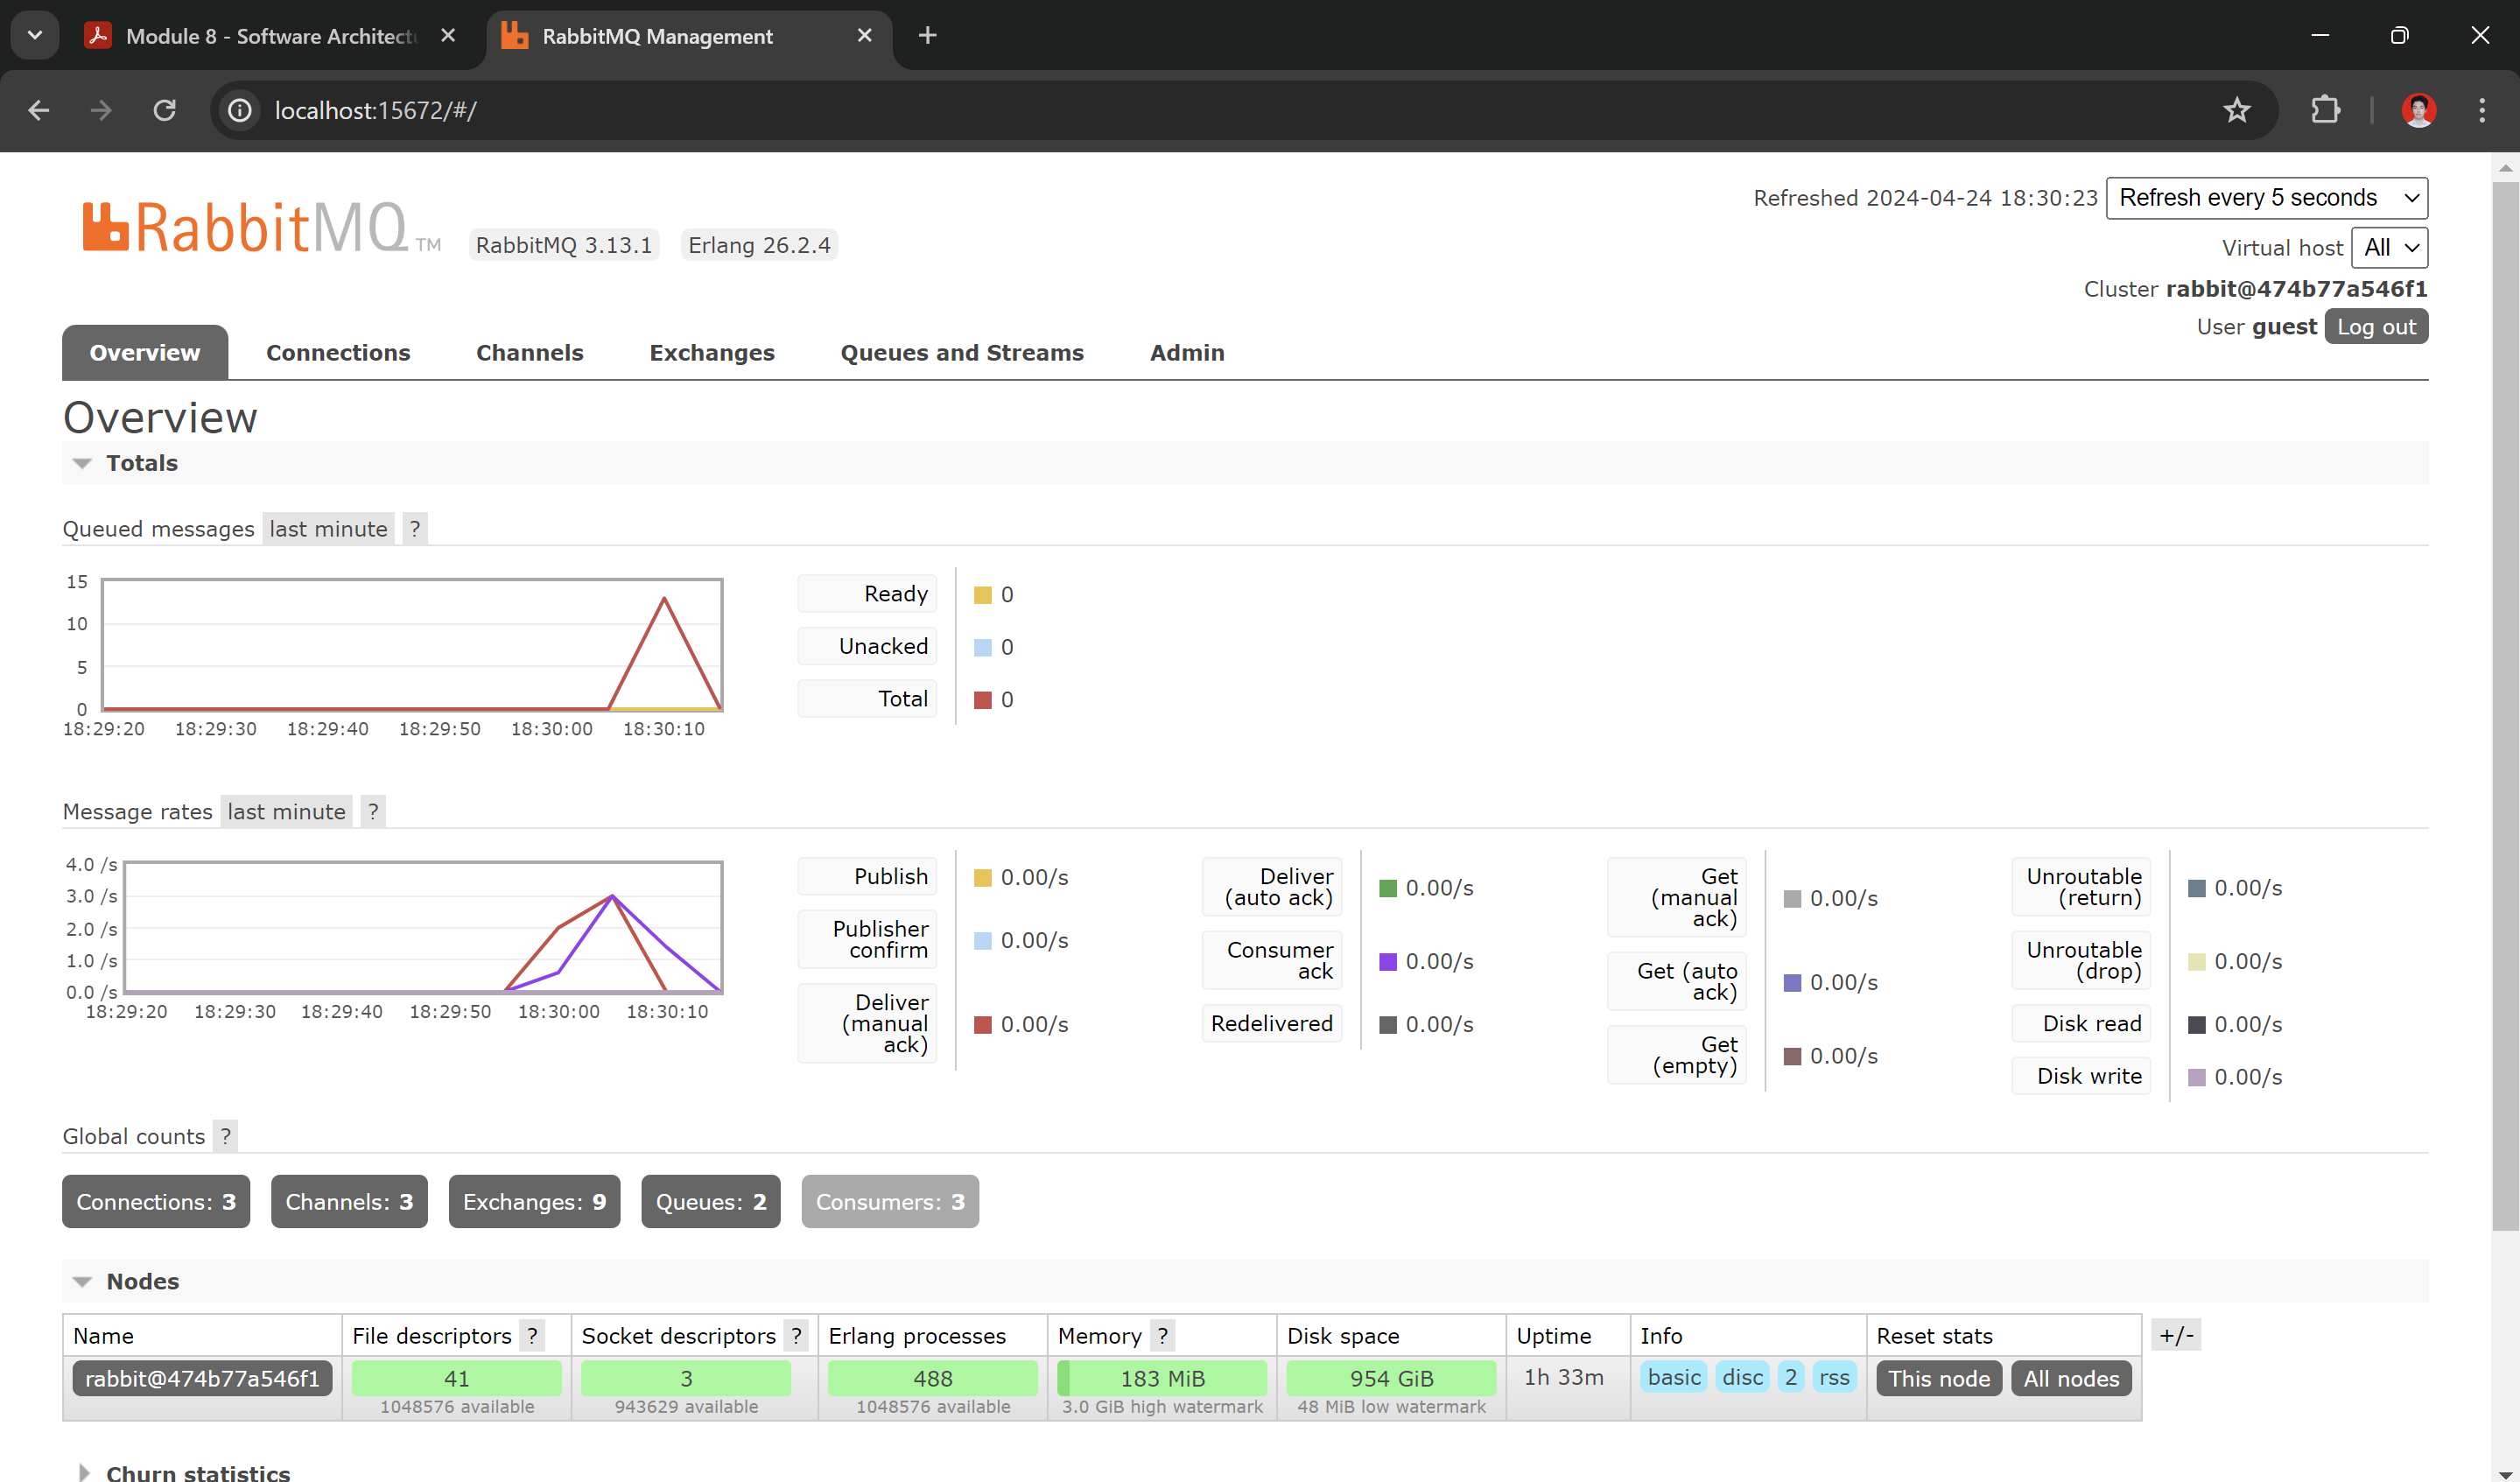 Module 8 - Software Architectu
RabbitMQ Management
localhost:15672/#/
RabbitMQ TM
RabbitMQ 3.13.1
Erlang 26.2.4
Refreshed 2024-04-24 18:30:23 Refresh every 5 seconds
Virtual host All
Cluster rabbit@474b77a546f1
User guest Log out
Overview Connections Channels Exchanges Queues and Streams Admin
Overview
Totals
Queued messages last minute ?
15
10
5
0
18:29:20 18:29:30 18:29:40 18:29:50 18:30:00 18:30:10
Ready 0
Unacked 0
Total 0
Message rates last minute ?
4.0 /s
3.0 /s
2.0 /s
1.0 /s
0.0 /s
18:29:20 18:29:30 18:29:40 18:29:50 18:30:00 18:30:10
Publish 0.00/s
Publisher
confirm 0.00/s
Deliver
(manual
ack) 0.00/s
Deliver
(auto ack) 0.00/s
Consumer
ack 0.00/s
Redelivered 0.00/s
Get
(manual
ack) 0.00/s
Get (auto
ack) 0.00/s
Get
(empty) 0.00/s
Unroutable
(return) 0.00/s
Unroutable
(drop) 0.00/s
Disk read 0.00/s
Disk write 0.00/s
Global counts ?
Connections: 3 Channels: 3 Exchanges: 9 Queues: 2 Consumers: 3
Nodes
Name File descriptors ? Socket descriptors ? Erlang processes Memory ? Disk space Uptime Info Reset stats +/-
rabbit@474b77a546f1 41 3 488 183 MiB 954 GiB 1h 33m basic disc 2 rss This node All nodes
1048576 available 943629 available 1048576 available 3.0 GiB high watermark 48 MiB low watermark
Churn statistics